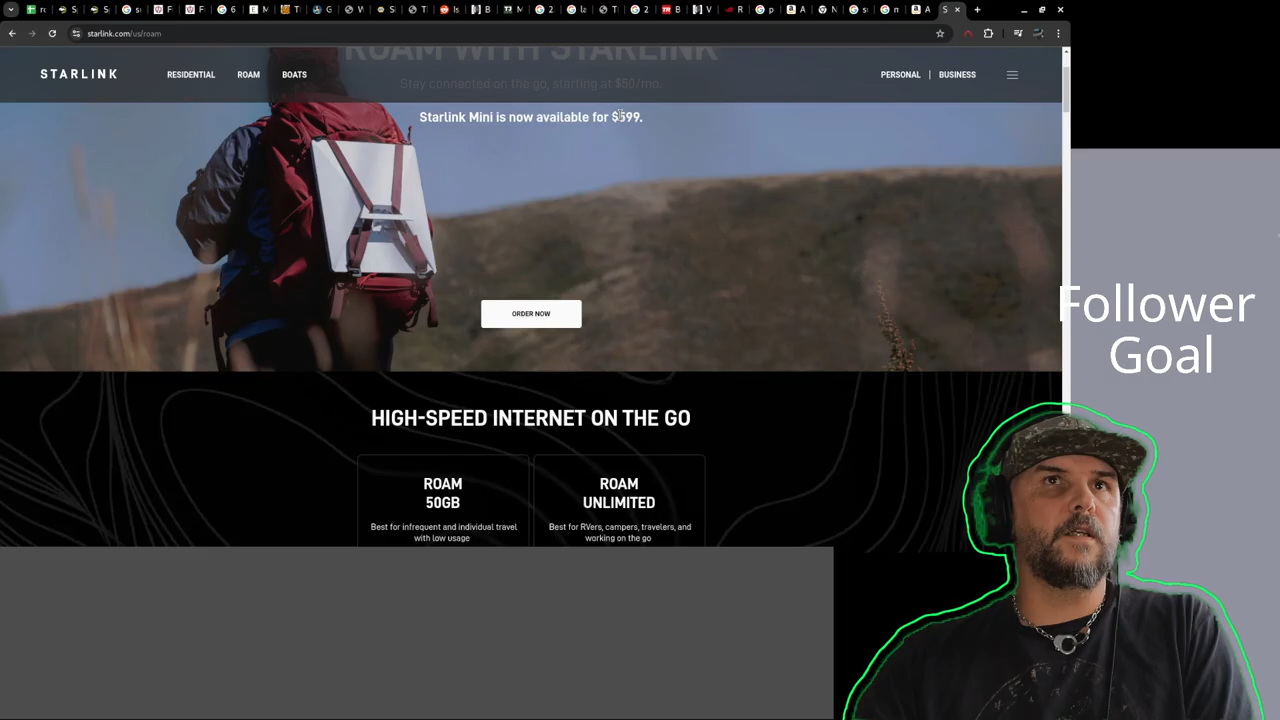 starlink.com/us/roam
ROAM WITH STARLINK
STARLINK RESIDENTIAL ROAM BOATS PERSONAL | BUSINESS
Stay connected on the go, starting at $50/mo.
Starlink Mini is now available for $599.
ORDER NOW
Follower
Goal
HIGH-SPEED INTERNET ON THE GO
ROAM
50GB
Best for infrequent and individual travel
with low usage
ROAM
UNLIMITED
Best for RVers, campers, travelers, and
working on the go